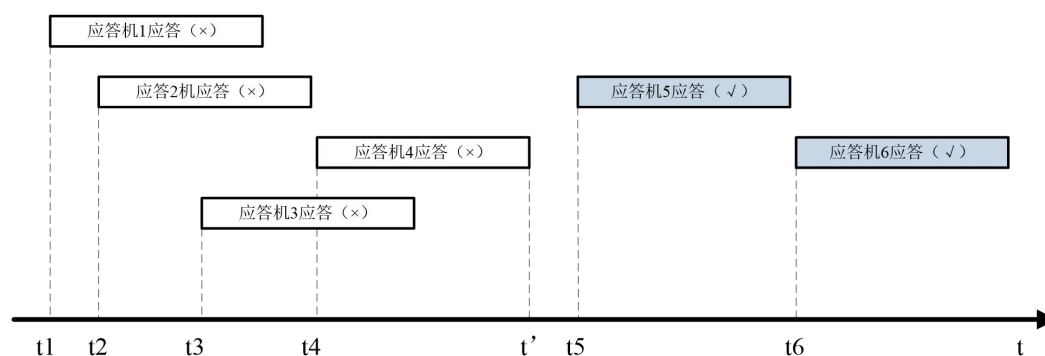 应答机1应答（×）
应答2机应答（×）
应答机5应答（√）
应答机4应答（×）
应答机6应答（√）
应答机3应答（×）
t1 t2 t3 t4 t’ t5 t6 t